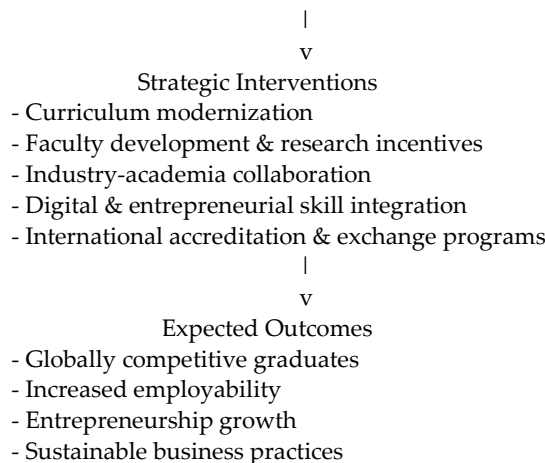 |
v
Strategic Interventions
- Curriculum modernization
- Faculty development & research incentives
- Industry-academia collaboration
- Digital & entrepreneurial skill integration
- International accreditation & exchange programs
|
v
Expected Outcomes
- Globally competitive graduates
- Increased employability
- Entrepreneurship growth
- Sustainable business practices